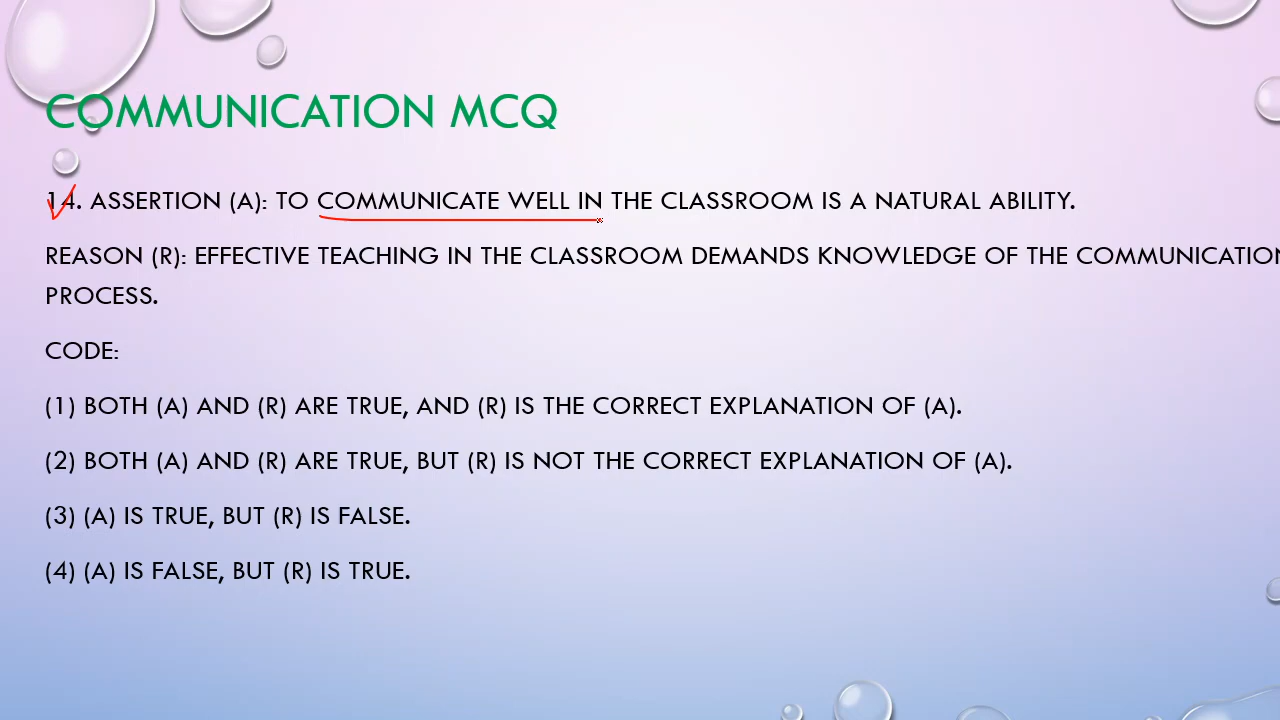 COMMUNICATION MCQ
14. ASSERTION (A): TO COMMUNICATE WELL IN THE CLASSROOM IS A NATURAL ABILITY.
REASON (R): EFFECTIVE TEACHING IN THE CLASSROOM DEMANDS KNOWLEDGE OF THE COMMUNICATION
PROCESS.
CODE:
(1) BOTH (A) AND (R) ARE TRUE, AND (R) IS THE CORRECT EXPLANATION OF (A).
(2) BOTH (A) AND (R) ARE TRUE, BUT (R) IS NOT THE CORRECT EXPLANATION OF (A).
(3) (A) IS TRUE, BUT (R) IS FALSE.
(4) (A) IS FALSE, BUT (R) IS TRUE.